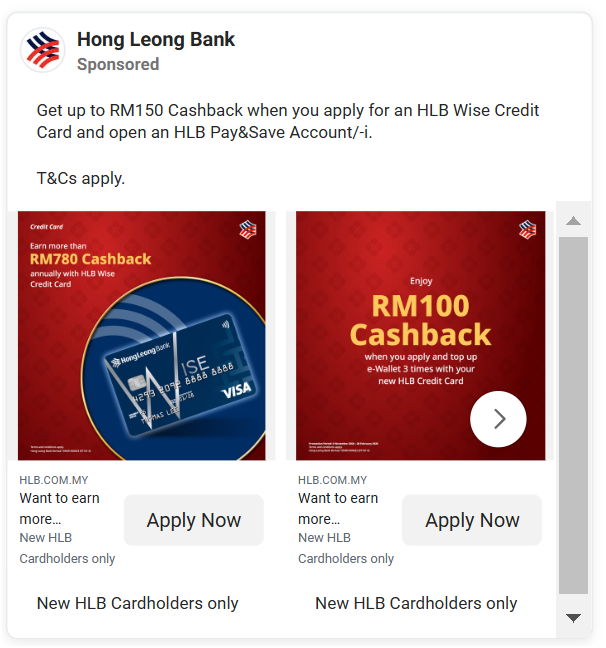 Hong Leong Bank
Sponsored
Get up to RM150 Cashback when you apply for an HLB Wise Credit
Card and open an HLB Pay&Save Account/-i.
T&Cs apply.
Credit Card
Earn more than
RM780 Cashback
annually with HLB Wise
Credit Card
HongLeong Bank
WISE
4293 2092 8888 8888
VISA
Enjoy
RM100
Cashback
when you apply and top up
e-Wallet 3 times with your
new HLB Credit Card
HLB.COM.MY
Want to earn
more...
New HLB
Cardholders only
Apply Now
New HLB Cardholders only
HLB.COM.MY
Want to earn
more...
New HLB
Cardholders only
Apply Now
New HLB Cardholders only